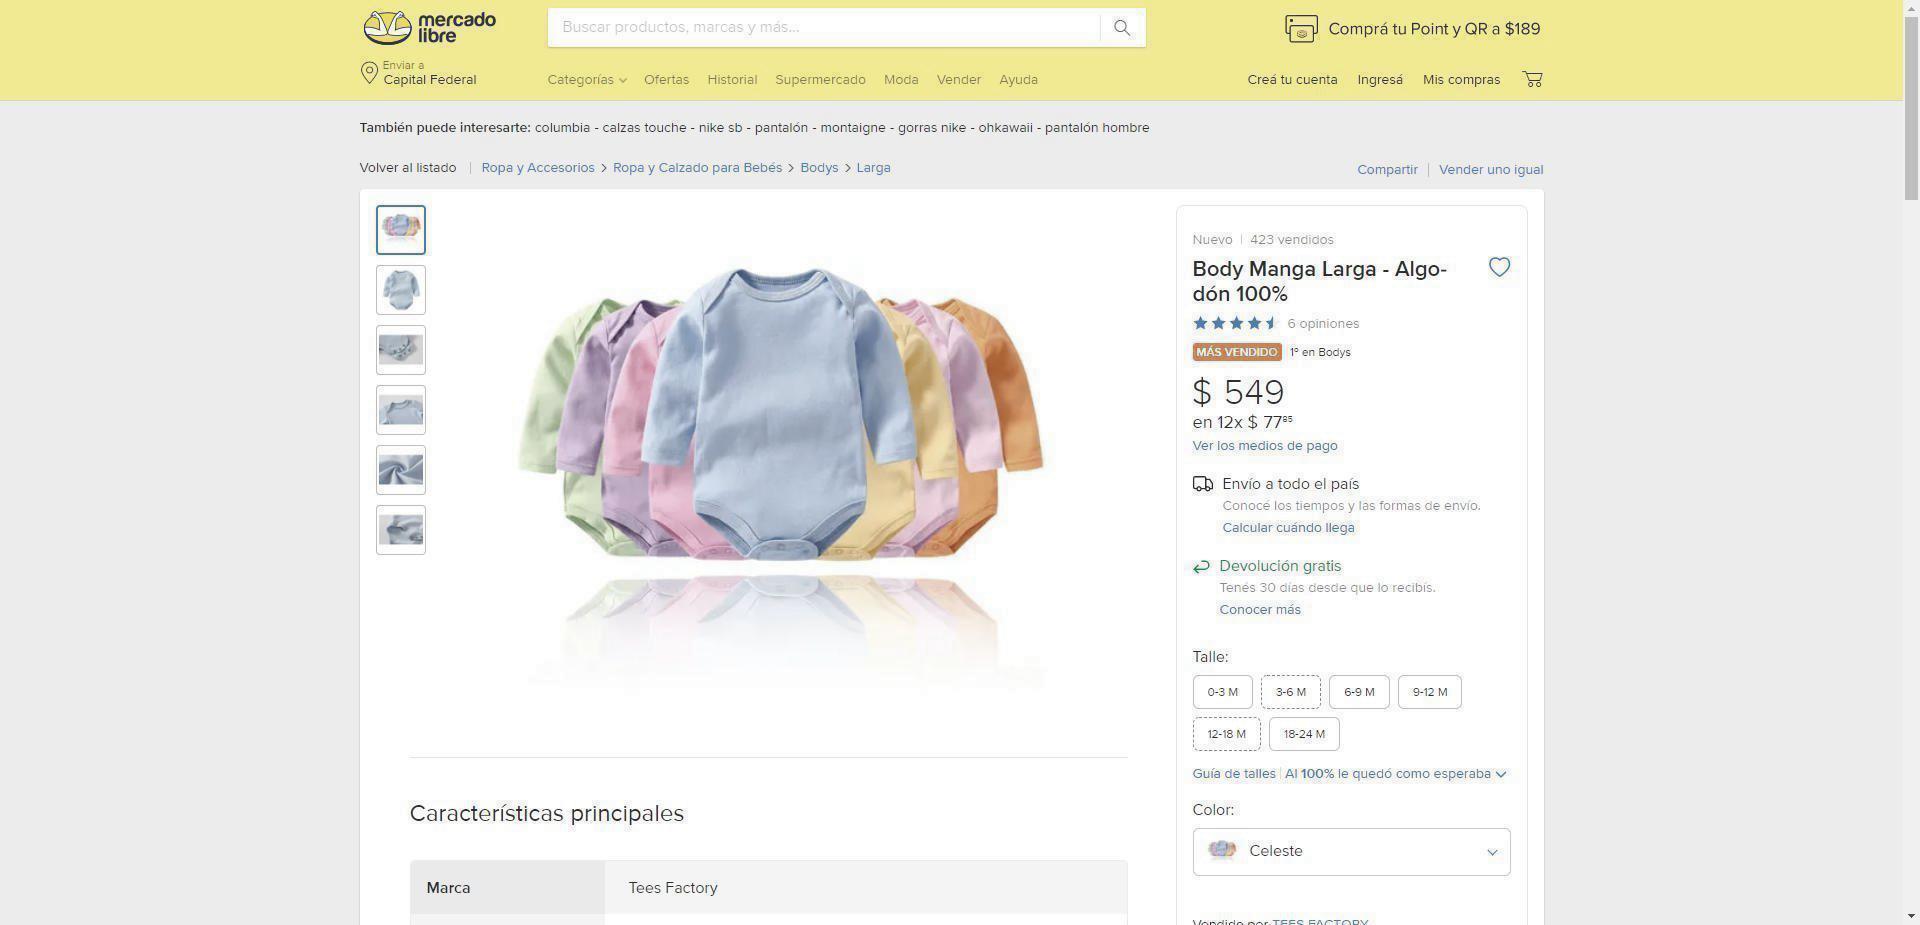 mercado
libre
Buscar productos, marcas y más...
Comprá tu Point y QR a $189
Enviar a
Capital Federal
Categorías Ofertas Historial Supermercado Moda Vender Ayuda
Creá tu cuenta Ingresá Mis compras
También puede interesarte: columbia - calzas touche - nike sb - pantalón - montaigne - gorras nike - ohkawaii - pantalón hombre
Volver al listado | Ropa y Accesorios > Ropa y Calzado para Bebés > Bodys > Larga
Compartir | Vender uno igual
Nuevo | 423 vendidos
Body Manga Larga - Algo-
dón 100%
6 opiniones
MÁS VENDIDO 1º en Bodys
$ 549
en 12x $ 77⁸⁵
Ver los medios de pago
Envío a todo el país
Conocé los tiempos y las formas de envío.
Calcular cuándo llega
Devolución gratis
Tenés 30 días desde que lo recibís.
Conocer más
Talle:
0-3 M 3-6 M 6-9 M 9-12 M
12-18 M 18-24 M
Guía de talles | Al 100% le quedó como esperaba
Color:
Celeste
Vendido por TEES FACTORY
Características principales
Marca Tees Factory